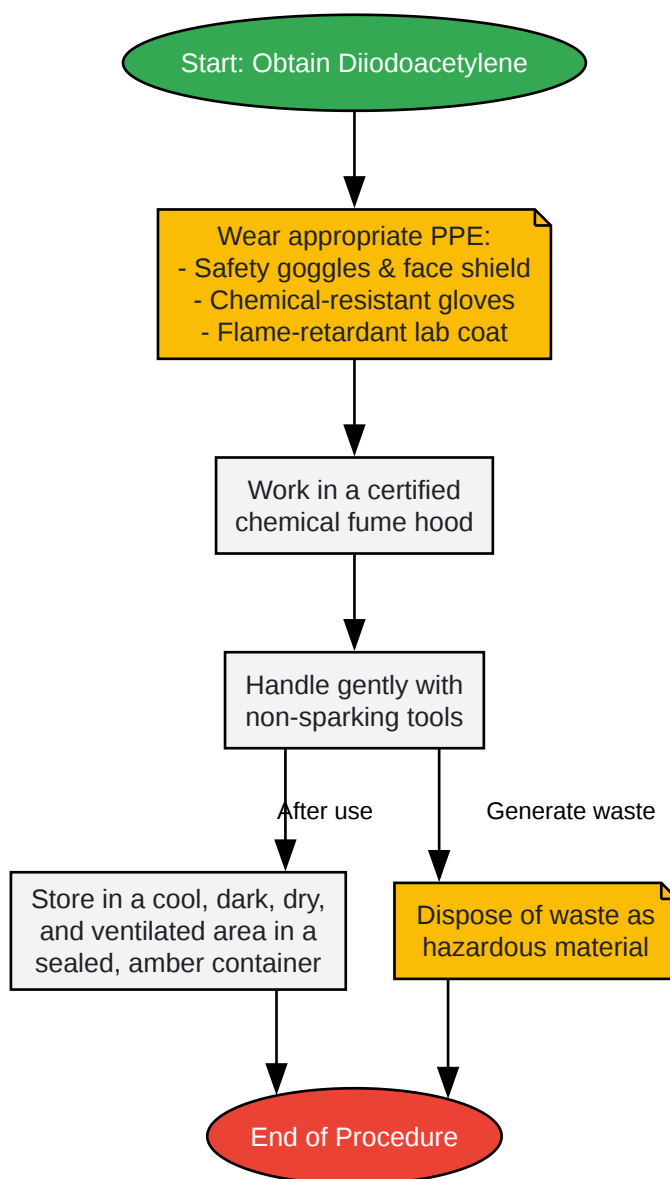 Start: Obtain Diiodoacetylene
Wear appropriate PPE:
- Safety goggles & face shield
- Chemical-resistant gloves
- Flame-retardant lab coat
Work in a certified
chemical fume hood
Handle gently with
non-sparking tools
After use
Generate waste
Store in a cool, dark, dry,
and ventilated area in a
sealed, amber container
Dispose of waste as
hazardous material
End of Procedure